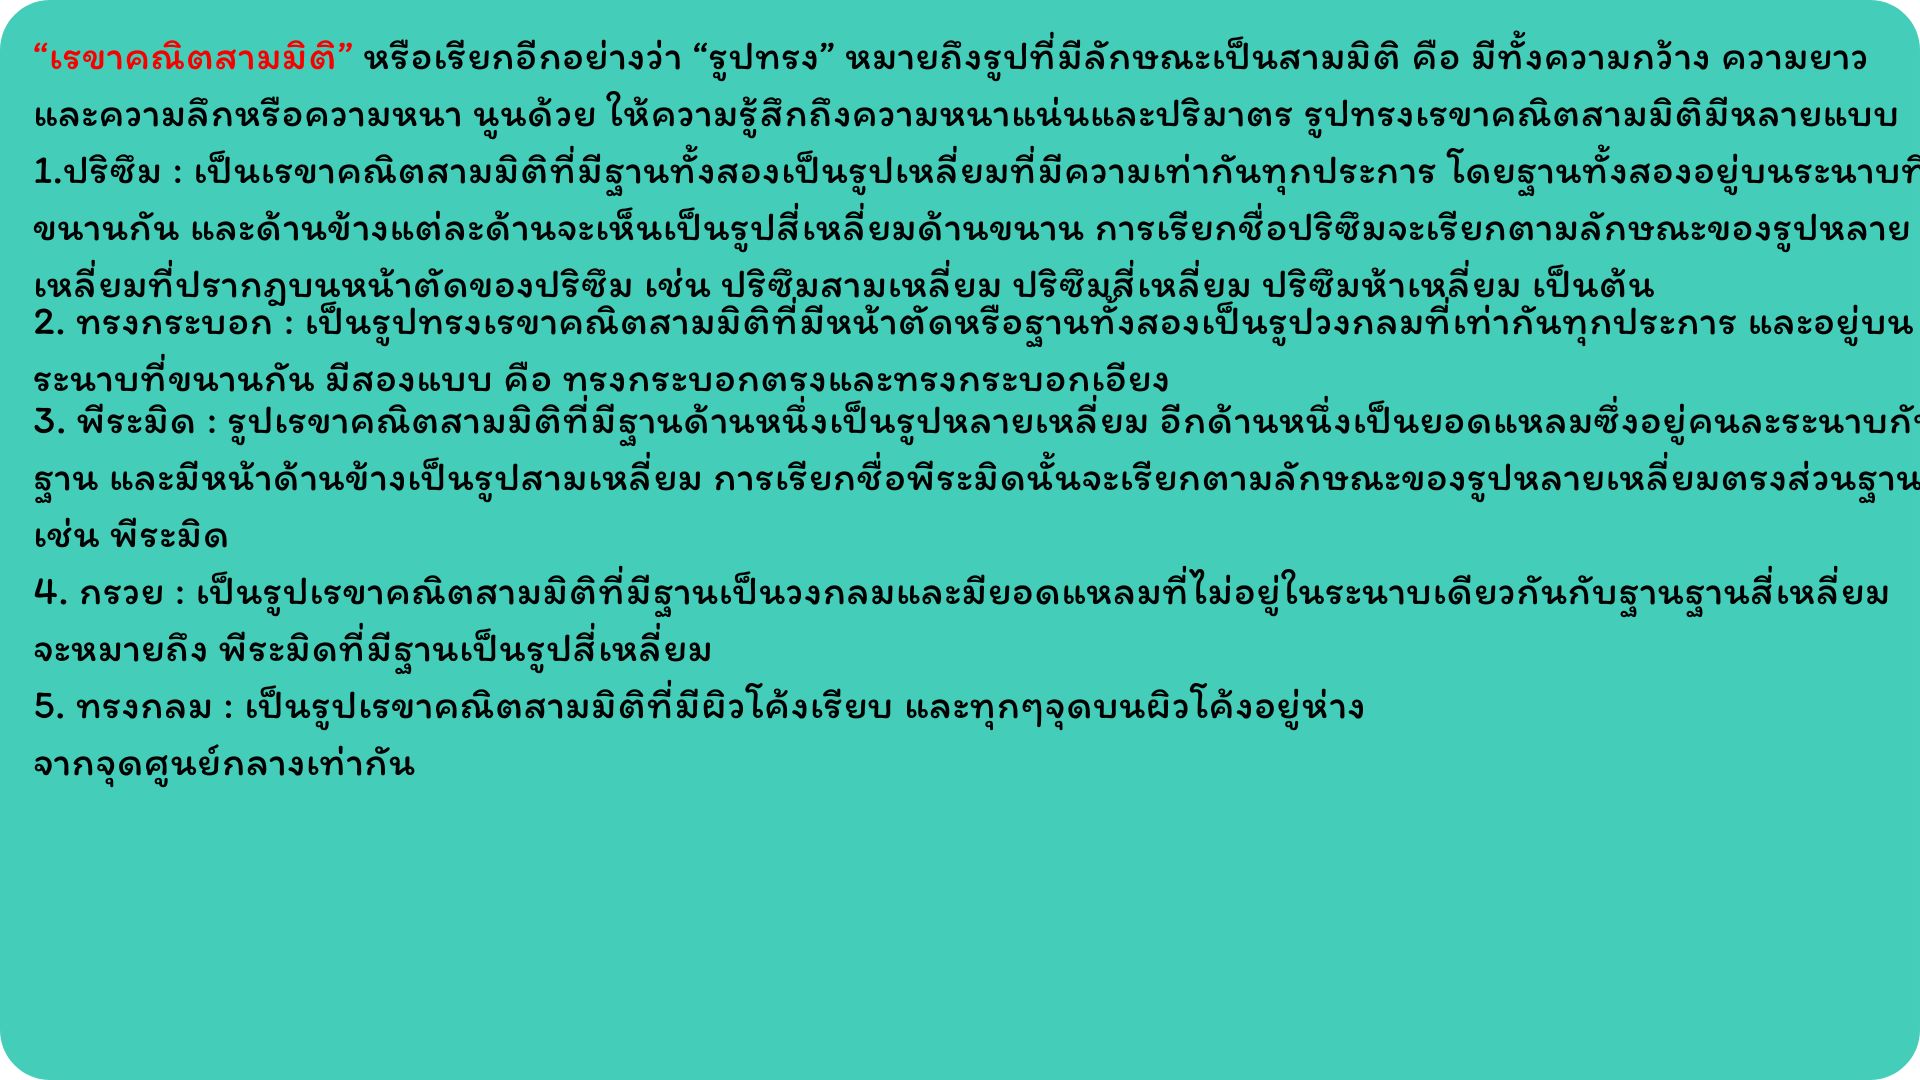 “เรขาคณิตสามมิติ” หรือเรียกอีกอย่างว่า “รูปทรง” หมายถึงรูปที่มีลักษณะเป็นสามมิติ คือ มีทั้งความกว้าง ความยาว
และความลึกหรือความหนา นูนด้วย ให้ความรู้สึกถึงความหนาแน่นและปริมาตร รูปทรงเรขาคณิตสามมิติมีหลายแบบ
1.ปริซึม : เป็นเรขาคณิตสามมิติที่มีฐานทั้งสองเป็นรูปเหลี่ยมที่มีความเท่ากันทุกประการ โดยฐานทั้งสองอยู่บนระนาบที่
ขนานกัน และด้านข้างแต่ละด้านจะเห็นเป็นรูปสี่เหลี่ยมด้านขนาน การเรียกชื่อปริซึมจะเรียกตามลักษณะของรูปหลาย
เหลี่ยมที่ปรากฎบนหน้าตัดของปริซึม เช่น ปริซึมสามเหลี่ยม ปริซึมสี่เหลี่ยม ปริซึมห้าเหลี่ยม เป็นต้น
2. ทรงกระบอก : เป็นรูปทรงเรขาคณิตสามมิติที่มีหน้าตัดหรือฐานทั้งสองเป็นรูปวงกลมที่เท่ากันทุกประการ และอยู่บน
ระนาบที่ขนานกัน มีสองแบบ คือ ทรงกระบอกตรงและทรงกระบอกเอียง
3. พีระมิด : รูปเรขาคณิตสามมิติที่มีฐานด้านหนึ่งเป็นรูปหลายเหลี่ยม อีกด้านหนึ่งเป็นยอดแหลมซึ่งอยู่คนละระนาบกับ
ฐาน และมีหน้าด้านข้างเป็นรูปสามเหลี่ยม การเรียกชื่อพีระมิดนั้นจะเรียกตามลักษณะของรูปหลายเหลี่ยมตรงส่วนฐาน
เช่น พีระมิด
4. กรวย : เป็นรูปเรขาคณิตสามมิติที่มีฐานเป็นวงกลมและมียอดแหลมที่ไม่อยู่ในระนาบเดียวกันกับฐานฐานสี่เหลี่ยม
จะหมายถึง พีระมิดที่มีฐานเป็นรูปสี่เหลี่ยม
5. ทรงกลม : เป็นรูปเรขาคณิตสามมิติที่มีผิวโค้งเรียบ และทุกๆจุดบนผิวโค้งอยู่ห่าง
จากจุดศูนย์กลางเท่ากัน